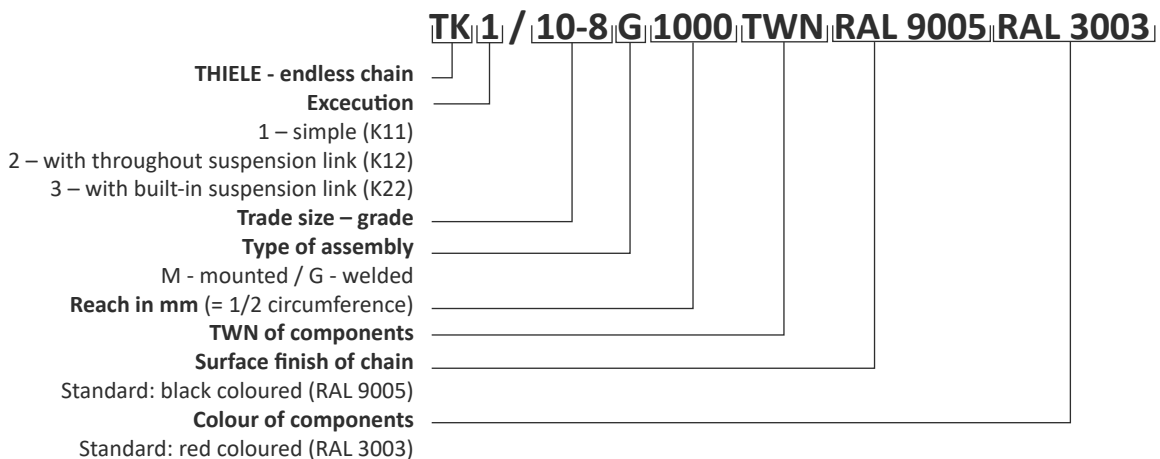 TK 1 / 10-8 G 1000 TWN RAL 9005 RAL 3003
THIELE - endless chain
Excecution
1 – simple (K11)
2 – with throughout suspension link (K12)
3 – with built-in suspension link (K22)
Trade size – grade
Type of assembly
M - mounted / G - welded
Reach in mm (= 1/2 circumference)
TWN of components
Surface finish of chain
Standard: black coloured (RAL 9005)
Colour of components
Standard: red coloured (RAL 3003)